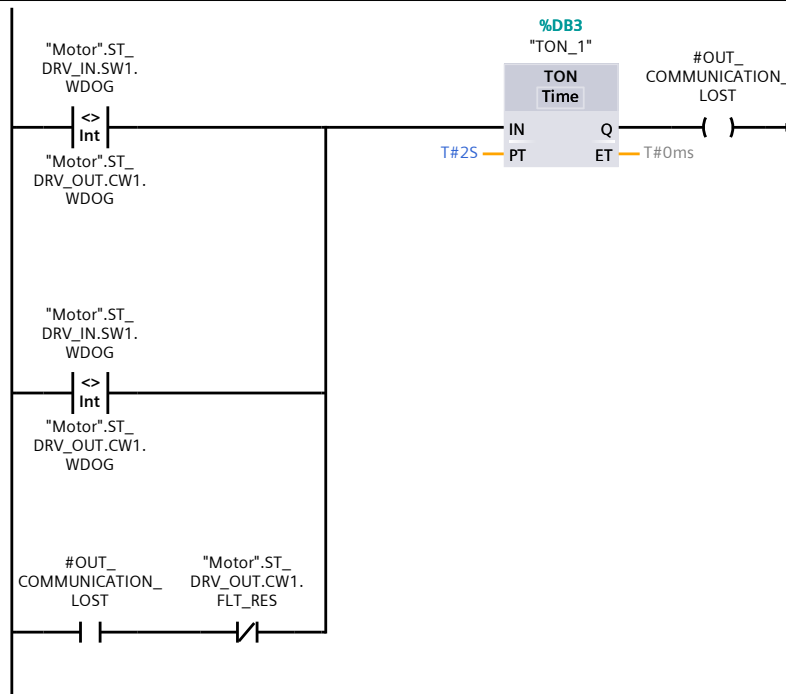 %DB3
"TON_1"
"Motor".ST_
DRV_IN.SW1.
WDOG
<>
Int
"Motor".ST_
DRV_OUT.CW1.
WDOG
TON
Time
IN
Q
T#2S
PT
ET
T#0ms
#OUT_
COMMUNICATION_
LOST
"Motor".ST_
DRV_IN.SW1.
WDOG
<>
Int
"Motor".ST_
DRV_OUT.CW1.
WDOG
#OUT_
COMMUNICATION_
LOST
"Motor".ST_
DRV_OUT.CW1.
FLT_RES